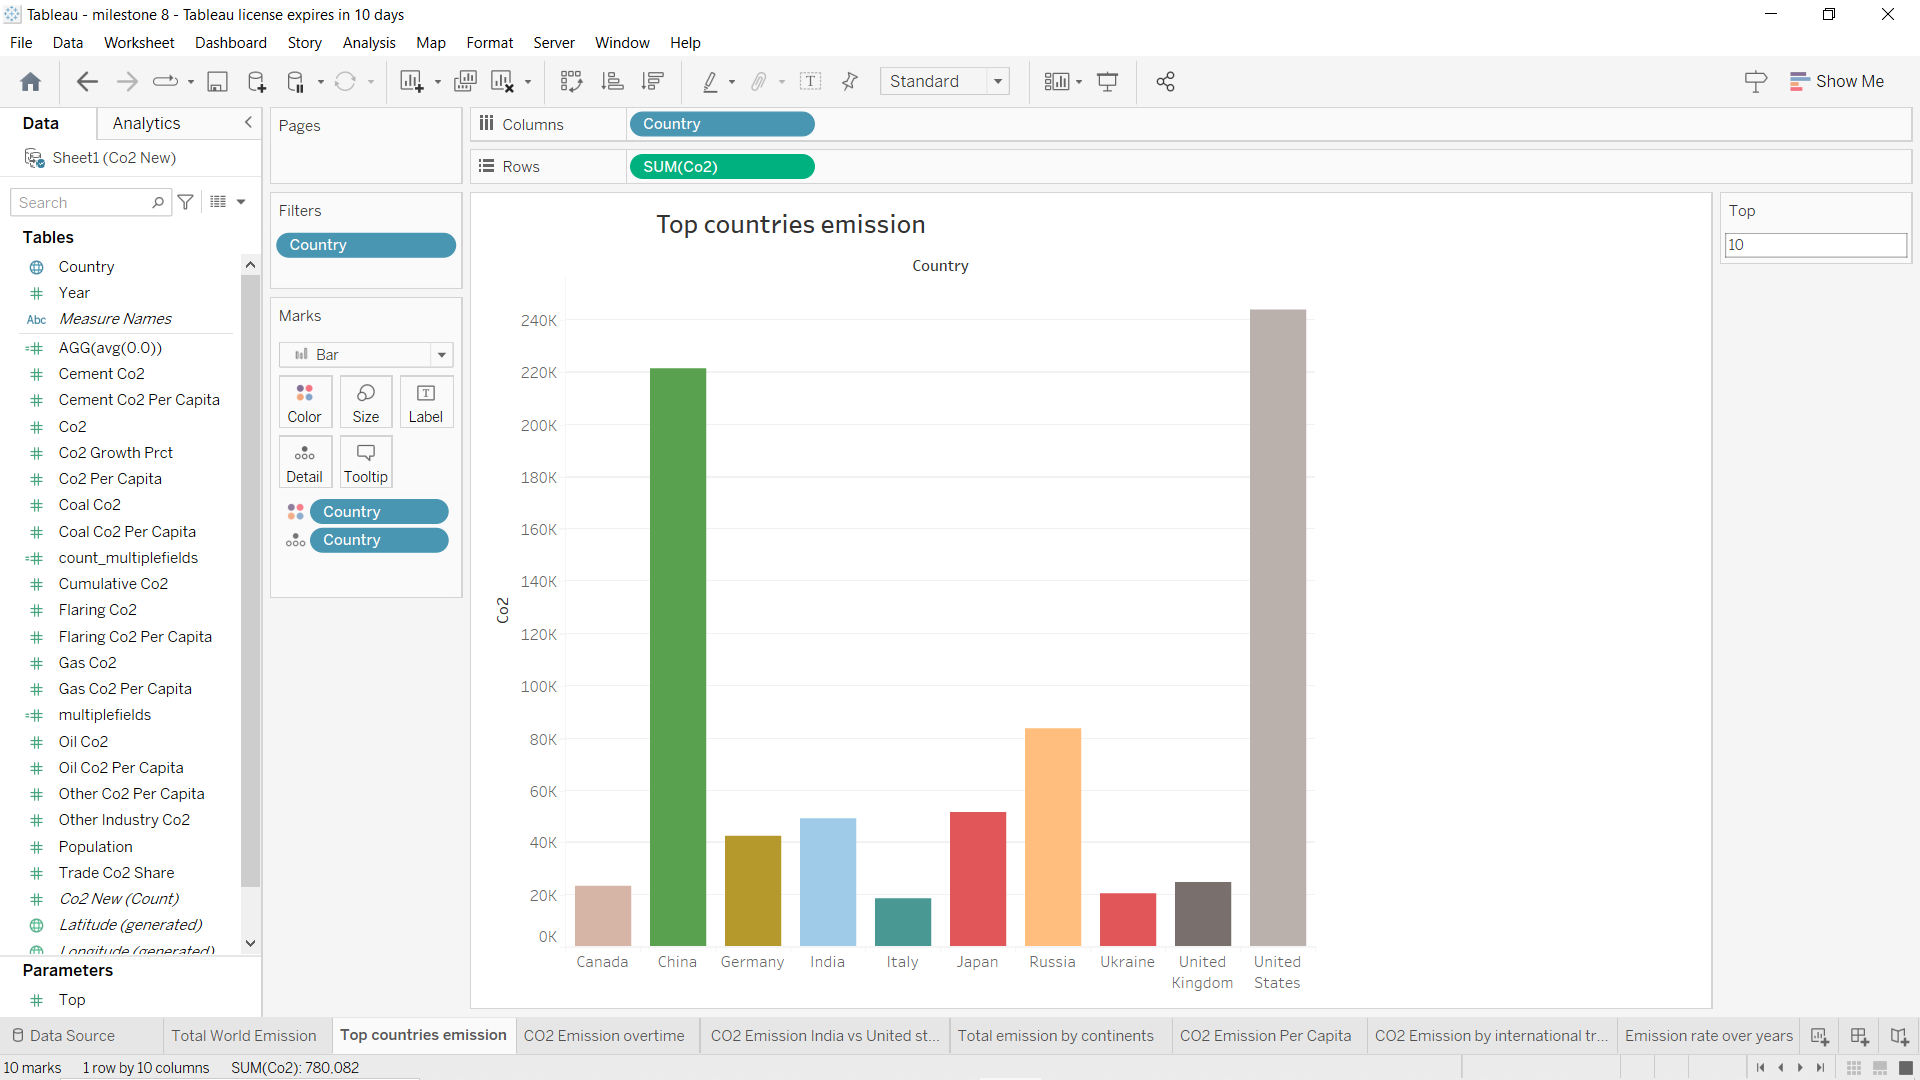 Tableau - milestone 8 - Tableau license expires in 10 days
File Data Worksheet Dashboard Story Analysis Map Format Server Window Help
Standard
Show Me
Data
Analytics
Sheet1 (Co2 New)
Search
Tables
Country
Year
Abc Measure Names
AGG(avg(0.0))
Cement Co2
Cement Co2 Per Capita
Co2
Co2 Growth Prct
Co2 Per Capita
Coal Co2
Coal Co2 Per Capita
count_multiplefields
Cumulative Co2
Flaring Co2
Flaring Co2 Per Capita
Gas Co2
Gas Co2 Per Capita
multiplefields
Oil Co2
Oil Co2 Per Capita
Other Co2 Per Capita
Other Industry Co2
Population
Trade Co2 Share
Co2 New (Count)
Latitude (generated)
Longitude (generated)
Parameters
Top
Pages
Filters
Country
Marks
Bar
Color
Size
T
Label
Detail
Tooltip
Country
Country
Columns
Country
Rows
SUM(Co2)
Top countries emission
Country
240K
220K
200K
180K
160K
140K
120K
100K
80K
60K
40K
20K
0K
Co2
Canada China Germany India Italy Japan Russia Ukraine United Kingdom United States
Top
10
Data Source
Total World Emission
Top countries emission
CO2 Emission overtime
CO2 Emission India vs United st...
Total emission by continents
CO2 Emission Per Capita
CO2 Emission by international tr...
Emission rate over years
10 marks 1 row by 10 columns SUM(Co2): 780,082